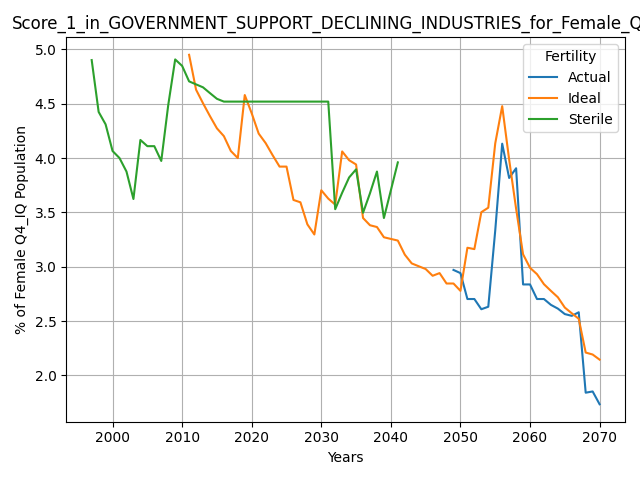 Score_1_in_GOVERNMENT_SUPPORT_DECLINING_INDUSTRIES_for_Female_Q
5.0
4.5
4.0
3.5
3.0
2.5
2.0
% of Female Q4_IQ Population
Fertility
Actual
Ideal
Sterile
2000 2010 2020 2030 2040 2050 2060 2070
Years